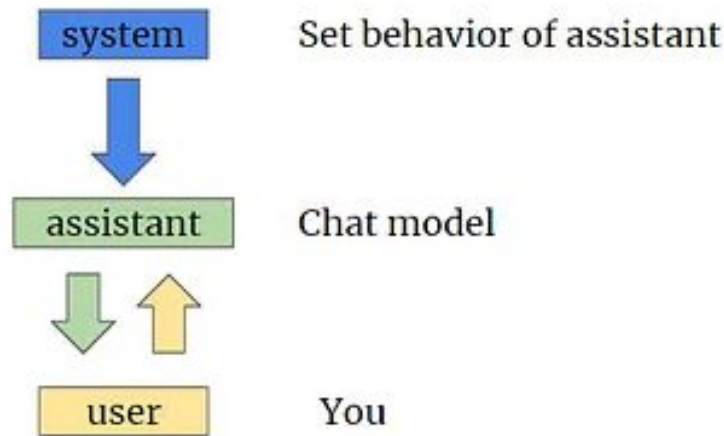 system Set behavior of assistant
assistant Chat model
user You